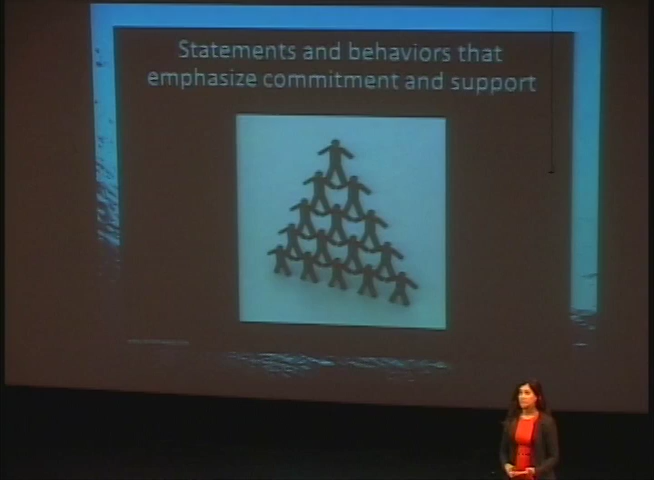 Statements and behaviors that
emphasize commitment and support